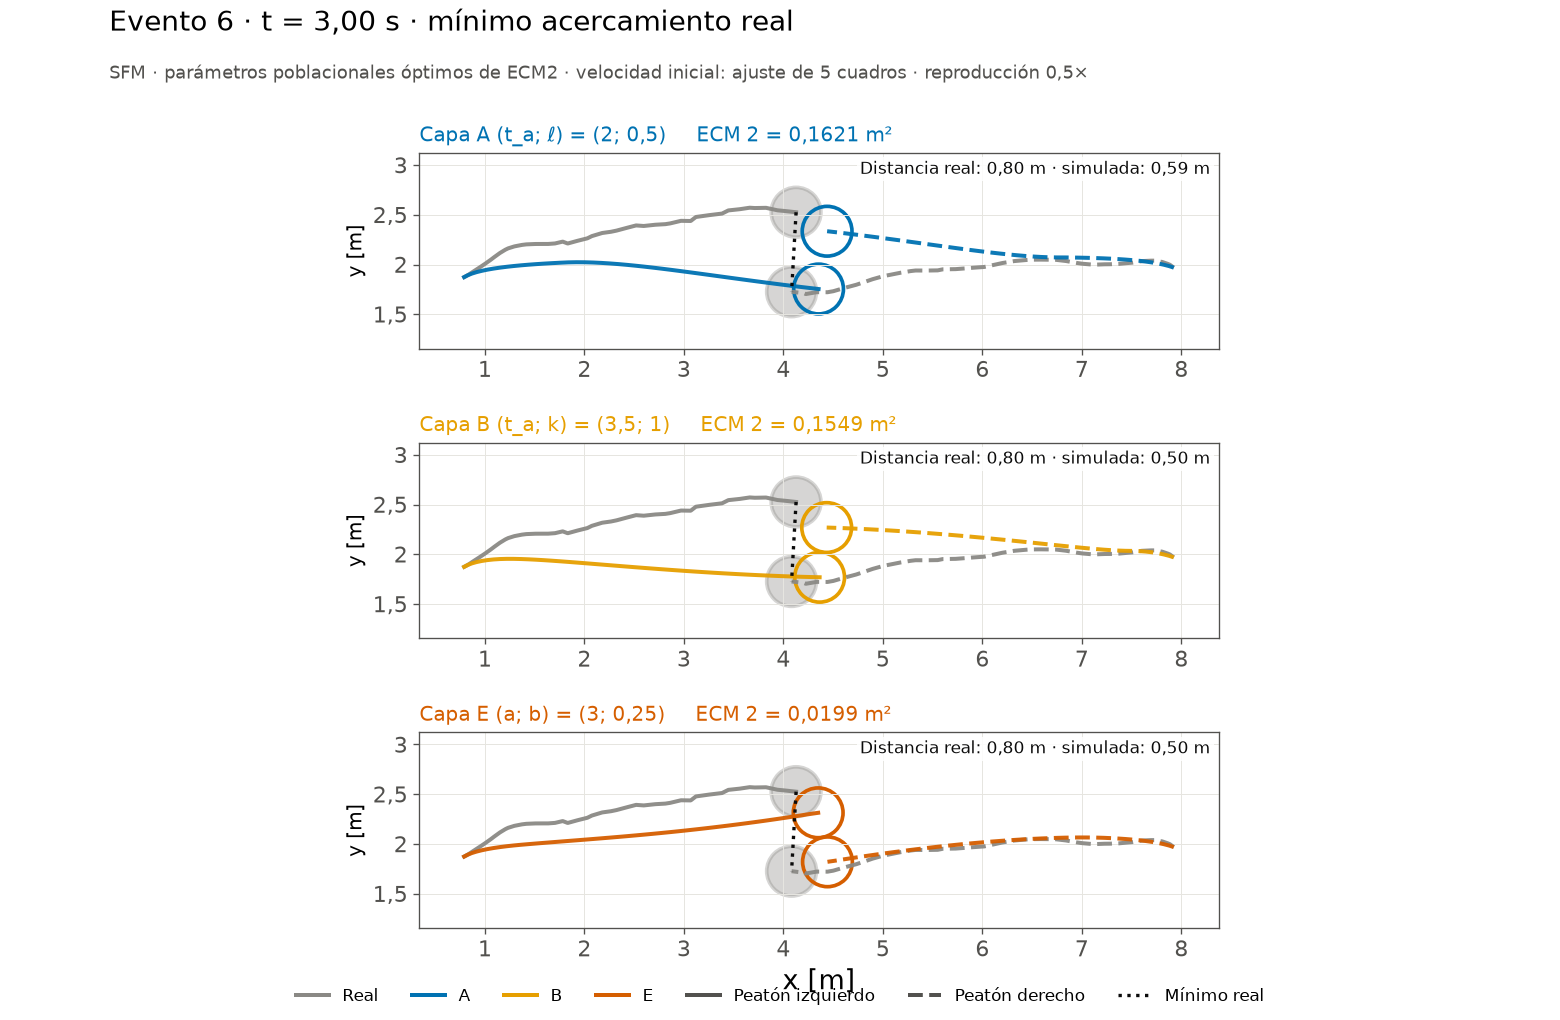 Evento 6 · t = 3,00 s · mínimo acercamiento real
SFM · parámetros poblacionales óptimos de ECM2 · velocidad inicial: ajuste de 5 cuadros · reproducción 0,5×
Capa A (t_a; ℓ) = (2; 0,5)     ECM 2 = 0,1621 m²
Distancia real: 0,80 m · simulada: 0,59 m
3
2,5
2
1,5
y [m]
1 2 3 4 5 6 7 8
Capa B (t_a; k) = (3,5; 1)     ECM 2 = 0,1549 m²
Distancia real: 0,80 m · simulada: 0,50 m
3
2,5
2
1,5
y [m]
1 2 3 4 5 6 7 8
Capa E (a; b) = (3; 0,25)     ECM 2 = 0,0199 m²
Distancia real: 0,80 m · simulada: 0,50 m
3
2,5
2
1,5
y [m]
1 2 3 4 5 6 7 8
x [m]
Real A B E Peatón izquierdo Peatón derecho Mínimo real